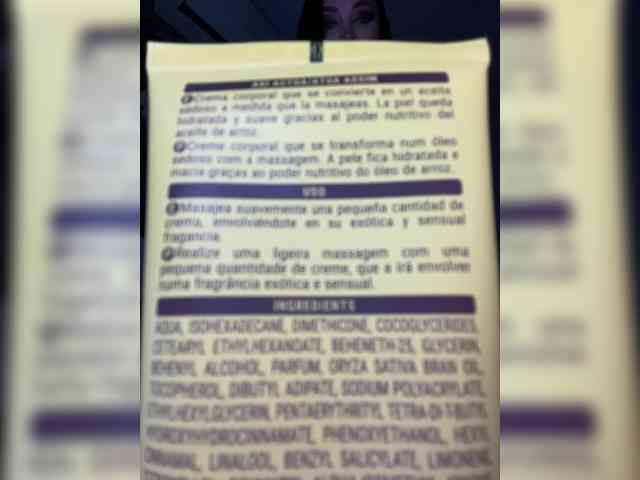 ASÍ ACTÚA/ATUA ASSIM
Crema corporal que se convierte en un aceite
sedoso a medida que la masajeas. La piel queda
hidratada y suave gracias al poder nutritivo del
aceite de arroz.
Creme corporal que se transforma num óleo
sedoso com a massagem. A pele fica hidratada e
macia graças ao poder nutritivo do óleo de arroz.
USO
Masajea suavemente una pequeña cantidad de
crema, envolviéndote en su exótica y sensual
fragancia.
Realize uma ligeira massagem com uma
pequena quantidade de creme, que a irá envolver
numa fragrância exótica e sensual.
INGREDIENTS
AQUA, ISOHEXADECANE, DIMETHICONE, COCOGLYCERIDES,
CETEARYL ETHYLHEXANOATE, BEHENETH-25, GLYCERIN,
BEHENYL ALCOHOL, PARFUM, ORYZA SATIVA BRAN OIL,
TOCOPHEROL, DIBUTYL ADIPATE, SODIUM POLYACRYLATE,
ETHYLHEXYLGLYCERIN, PENTAERYTHRITYL TETRA-DI-T-BUTYL
HYDROXYHYDROCINNAMATE, PHENOXYETHANOL, HEXYL
CINNAMAL, LINALOOL, BENZYL SALICYLATE, LIMONENE,